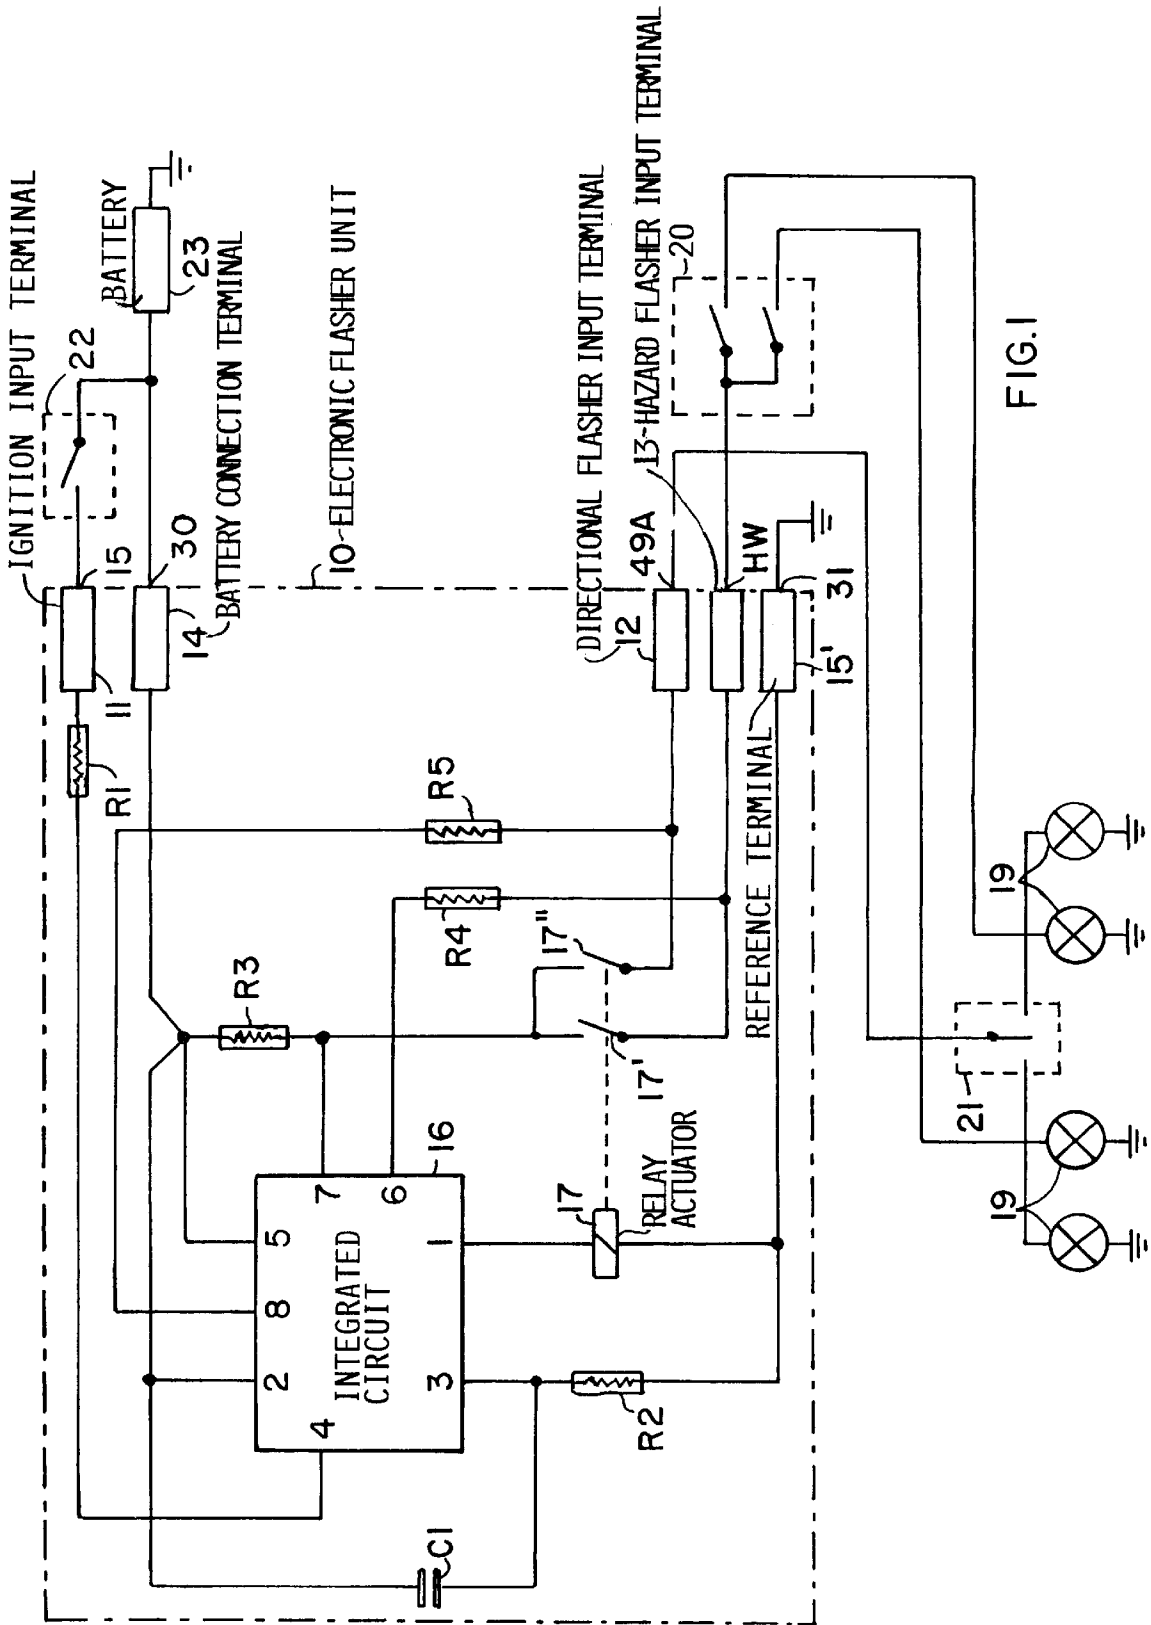 IGNITION INPUT TERMINAL
22
BATTERY
23
15
30
11
14
BATTERY CONNECTION TERMINAL
10-ELECTRONIC FLASHER UNIT
R1
R5
R4
R3
DIRECTIONAL FLASHER INPUT TERMINAL
12
49A
13-HAZARD FLASHER INPUT TERMINAL
20
HW
31
15'
REFERENCE TERMINAL
17"
17'
17
RELAY
ACTUATOR
16
INTEGRATED
CIRCUIT
4
2
8
5
7
6
3
1
R2
C1
21
19
19
FIG.1